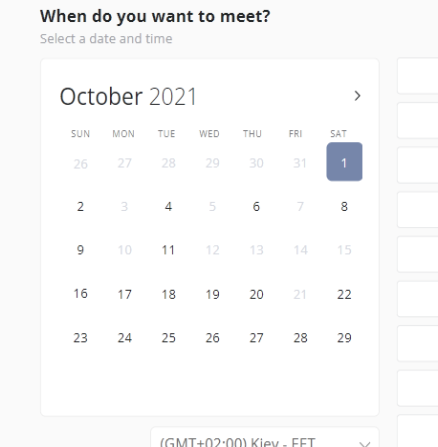 When do you want to meet?
Select a date and time
October 2021
SUN MON TUE WED THU FRI SAT
26 27 28 29 30 31 1
2 3 4 5 6 7 8
9 10 11 12 13 14 15
16 17 18 19 20 21 22
23 24 25 26 27 28 29
(GMT+02:00) Kiev - EET